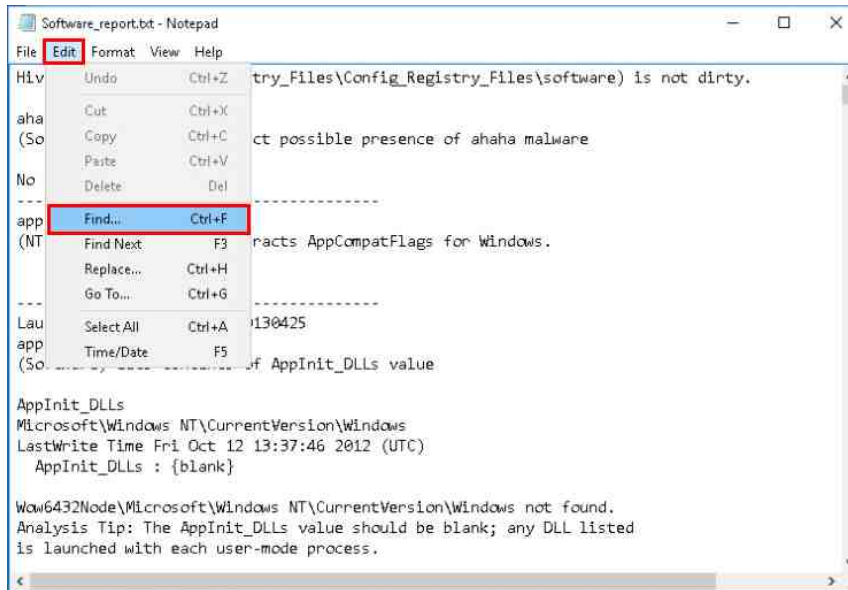 Software_report.txt - Notepad
File Edit Format View Help
Hiv try_Files\Config_Registry_Files\software) is not dirty.
Undo Ctrl+Z
aha
Cut Ctrl+X
(So ct possible presence of ahaha malware
Copy Ctrl+C
Paste Ctrl+V
No
Delete Del
---------------
app
Find... Ctrl+F
(NT racts AppCompatFlags for Windows.
Find Next F3
Replace... Ctrl+H
Go To... Ctrl+G
---------------
Lau 130425
Select All Ctrl+A
app
Time/Date F5
(So of AppInit_DLLs value
AppInit_DLLs
Microsoft\Windows NT\CurrentVersion\Windows
LastWrite Time Fri Oct 12 13:37:46 2012 (UTC)
AppInit_DLLs : {blank}
Wow6432Node\Microsoft\Windows NT\CurrentVersion\Windows not found.
Analysis Tip: The AppInit_DLLs value should be blank; any DLL listed
is launched with each user-mode process.